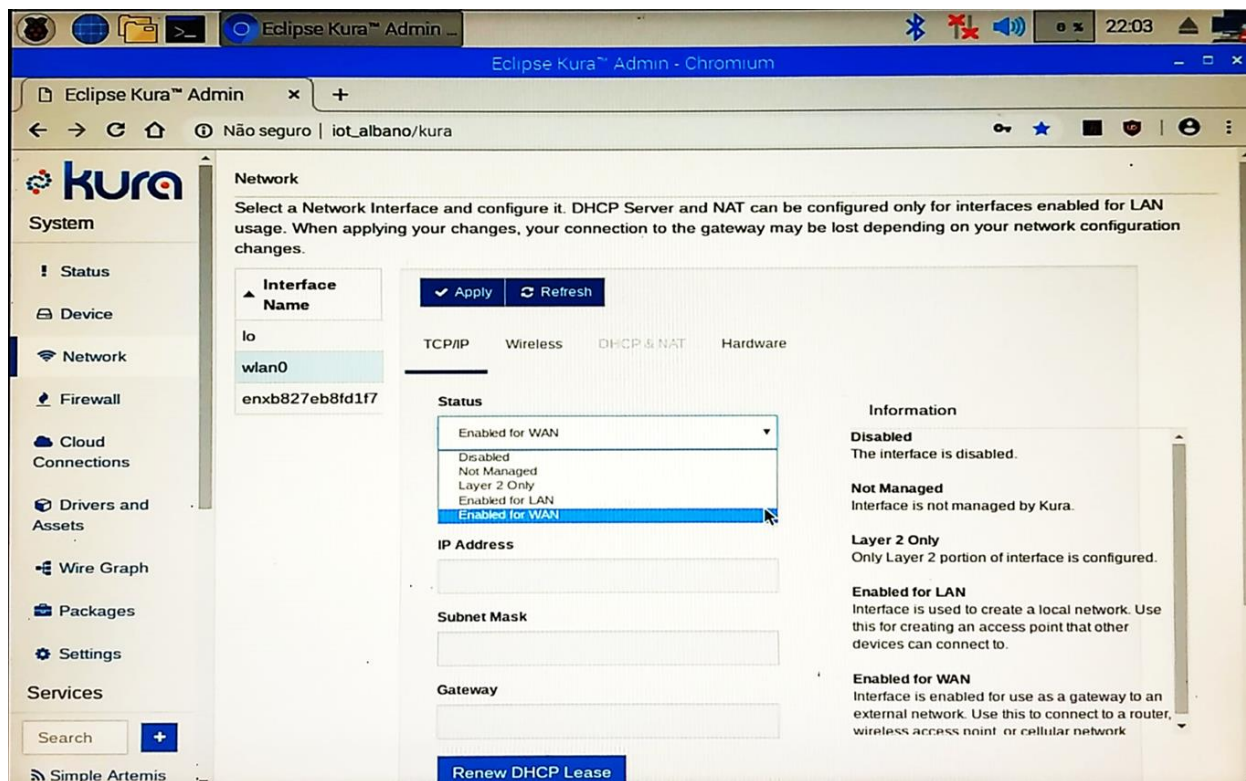 Eclipse Kura™ Admin ...
0 %
22:03
Eclipse Kura™ Admin - Chromium
Eclipse Kura™ Admin
Não seguro | iot_albano/kura
kura
System
Status
Device
Network
Firewall
Cloud
Connections
Drivers and
Assets
Wire Graph
Packages
Settings
Services
Search
Simple Artemis
Network
Select a Network Interface and configure it. DHCP Server and NAT can be configured only for interfaces enabled for LAN
usage. When applying your changes, your connection to the gateway may be lost depending on your network configuration
changes.
Interface
Name
lo
wlan0
enxb827eb8fd1f7
Apply
Refresh
TCP/IP
Wireless
DHCP & NAT
Hardware
Status
Enabled for WAN
Disabled
Not Managed
Layer 2 Only
Enabled for LAN
Enabled for WAN
IP Address
Subnet Mask
Gateway
Renew DHCP Lease
Information
Disabled
The interface is disabled.
Not Managed
Interface is not managed by Kura.
Layer 2 Only
Only Layer 2 portion of interface is configured.
Enabled for LAN
Interface is used to create a local network. Use
this for creating an access point that other
devices can connect to.
Enabled for WAN
Interface is enabled for use as a gateway to an
external network. Use this to connect to a router,
wireless access point, or cellular network